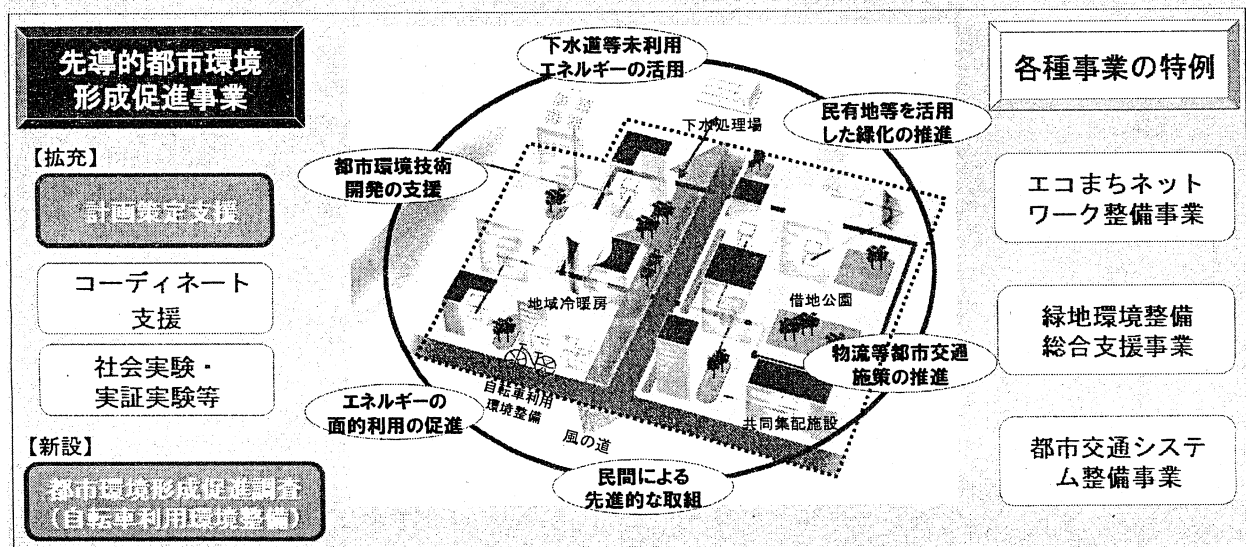 先導的都市環境
形成促進事業
【拡充】
計画策定支援
コーディネート
支援
社会実験・
実証実験等
【新設】
都市環境形成促進調査
(自転車利用環境整備)
下水道等未利用
エネルギーの活用
民有地等を活用
した緑化の推進
都市環境技術
開発の支援
下水処理場
地域冷暖房
借地公園
物流等都市交通
施策の推進
自転車利用
環境整備
エネルギーの
面的利用の促進
風の道
共同集配施設
民間による
先進的な取組
各種事業の特例
エコまちネット
ワーク整備事業
緑地環境整備
総合支援事業
都市交通システ
ム整備事業